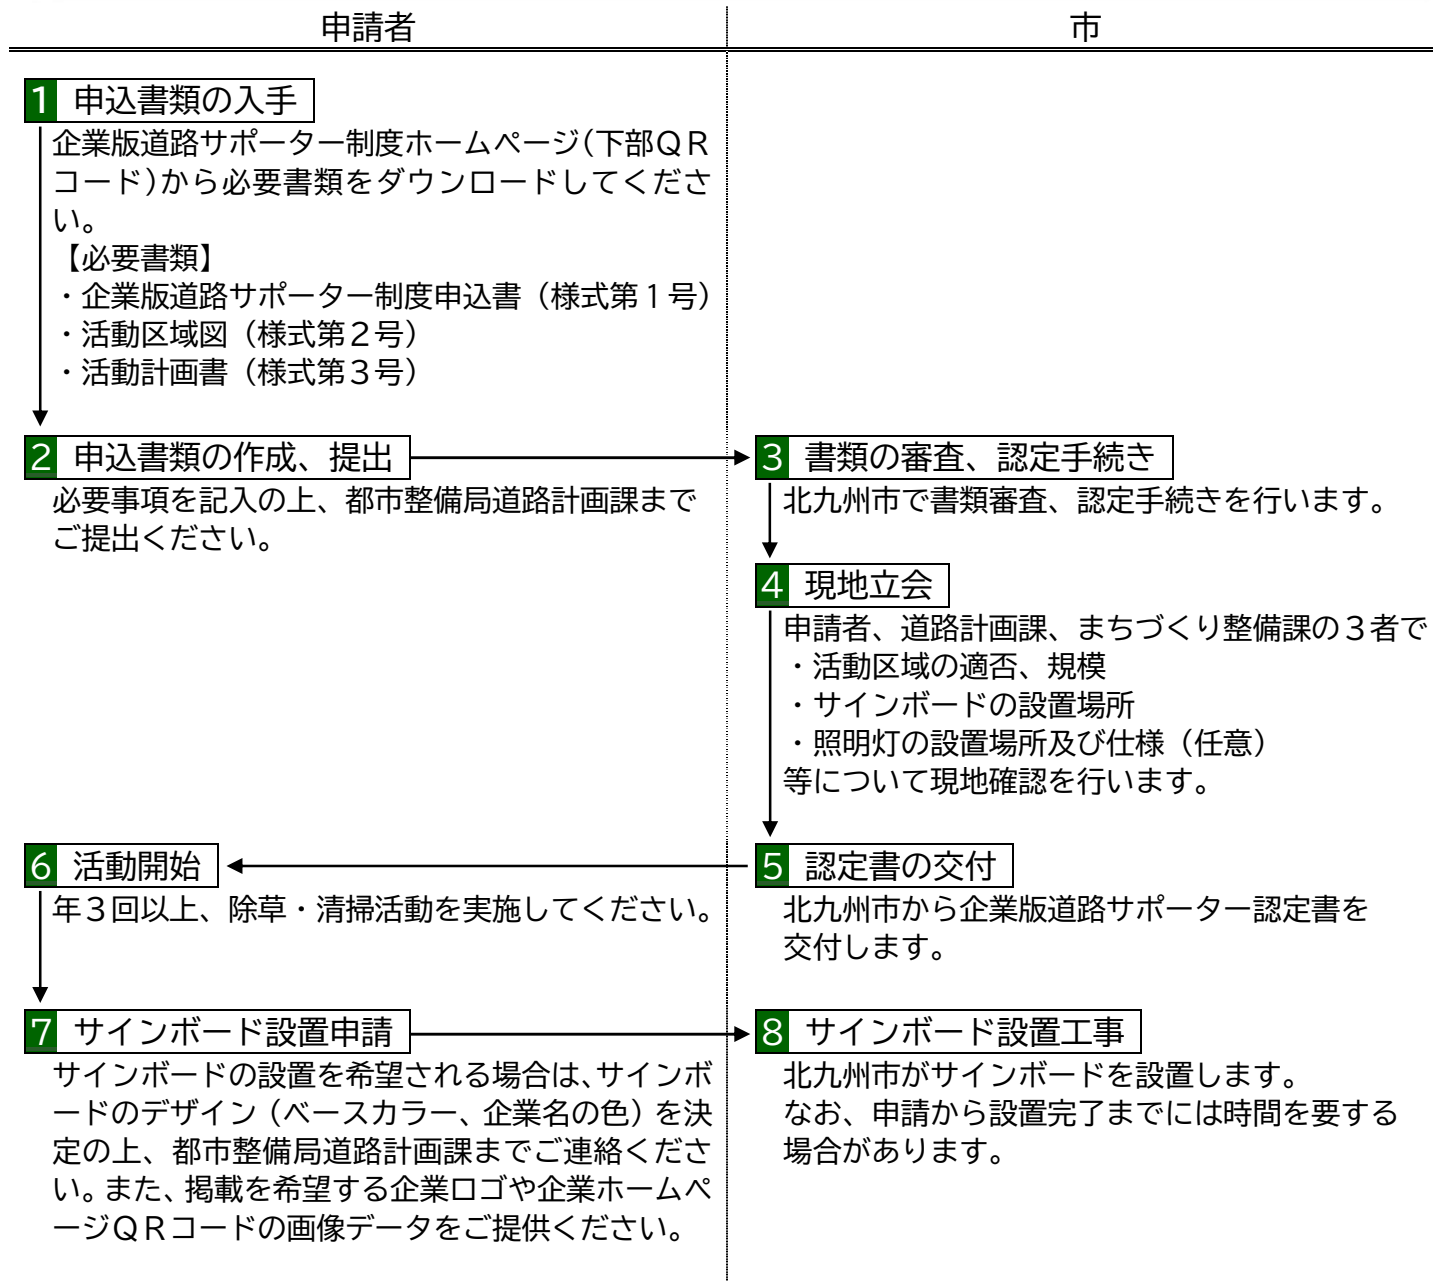 申請者
市
1 申込書類の入手
企業版道路サポーター制度ホームページ(下部QR
コード)から必要書類をダウンロードしてくださ
い。
【必要書類】
・企業版道路サポーター制度申込書（様式第１号）
・活動区域図（様式第２号）
・活動計画書（様式第３号）
2 申込書類の作成、提出
必要事項を記入の上、都市整備局道路計画課まで
ご提出ください。
3 書類の審査、認定手続き
北九州市で書類審査、認定手続きを行います。
4 現地立会
申請者、道路計画課、まちづくり整備課の３者で
・活動区域の適否、規模
・サインボードの設置場所
・照明灯の設置場所及び仕様（任意）
等について現地確認を行います。
5 認定書の交付
北九州市から企業版道路サポーター認定書を
交付します。
6 活動開始
年３回以上、除草・清掃活動を実施してください。
7 サインボード設置申請
サインボードの設置を希望される場合は、サインボ
ードのデザイン（ベースカラー、企業名の色）を決
定の上、都市整備局道路計画課までご連絡くださ
い。また、掲載を希望する企業ロゴや企業ホームペ
ージＱＲコードの画像データをご提供ください。
8 サインボード設置工事
北九州市がサインボードを設置します。
なお、申請から設置完了までには時間を要する
場合があります。